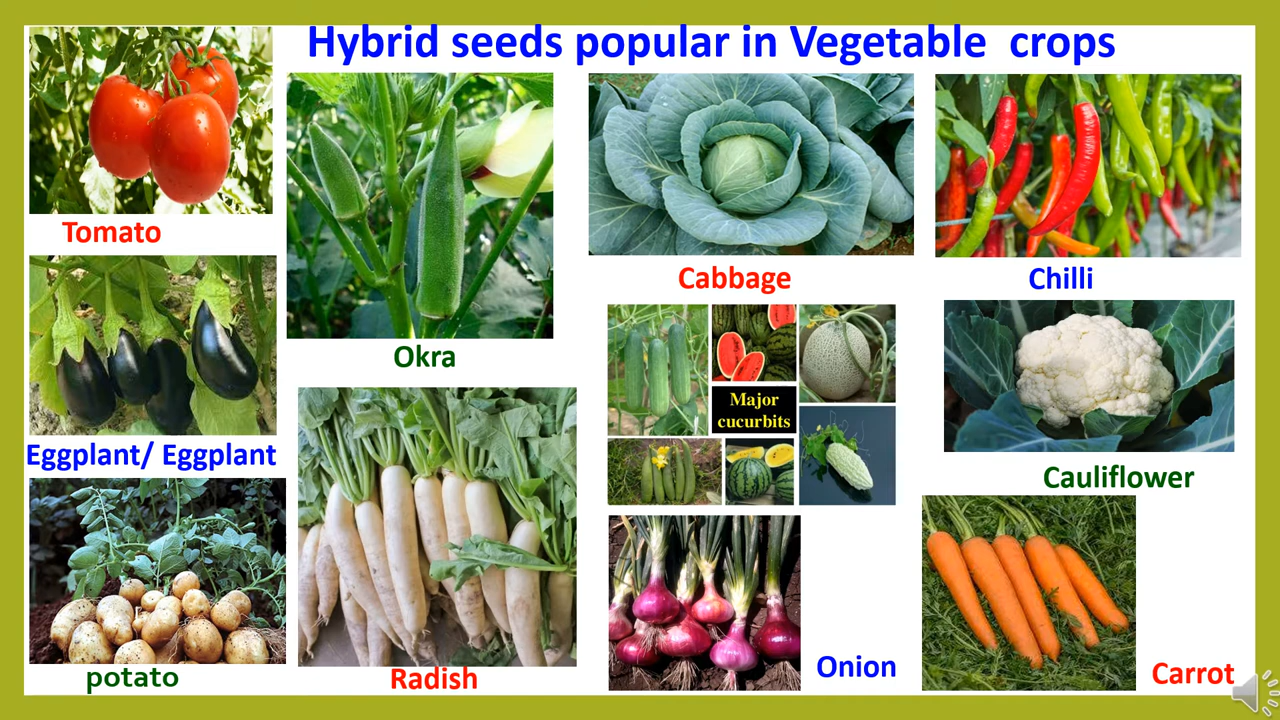 Hybrid seeds popular in Vegetable crops
Tomato
Okra
Cabbage
Chilli
Eggplant/ Eggplant
Major
cucurbits
Cauliflower
potato
Radish
Onion
Carrot